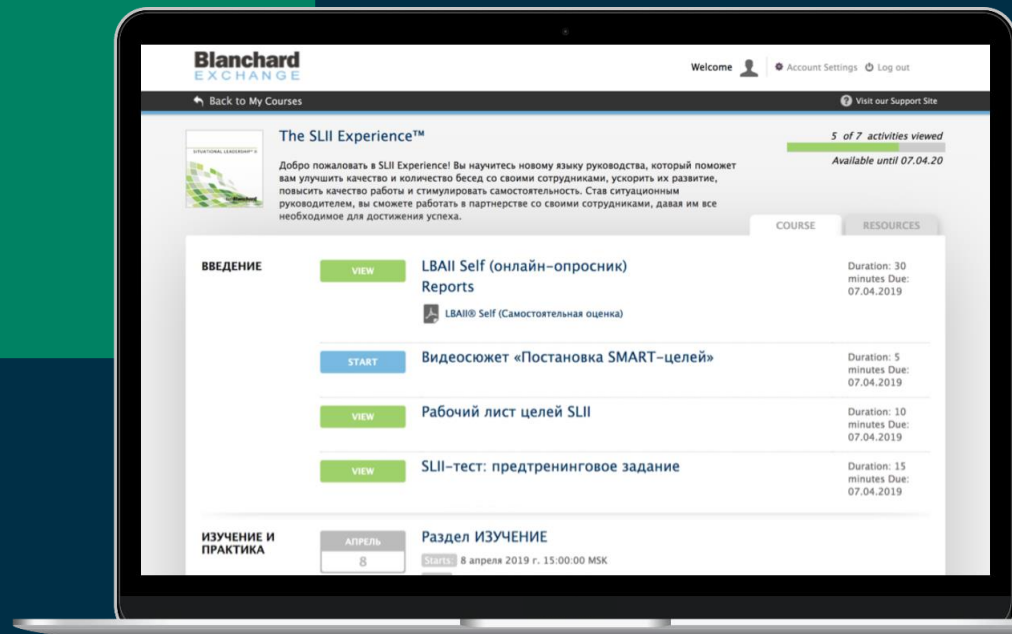 Blanchard
EXCHANGE
Welcome
Account Settings
Log out
Back to My Courses
Visit our Support Site
SITUATIONAL LEADERSHIP® II
Blanchard
The SLII Experience™
Добро пожаловать в SLII Experience! Вы научитесь новому языку руководства, который поможет
вам улучшить качество и количество бесед со своими сотрудниками, ускорить их развитие,
повысить качество работы и стимулировать самостоятельность. Став ситуационным
руководителем, вы сможете работать в партнерстве со своими сотрудниками, давая им все
необходимое для достижения успеха.
5 of 7 activities viewed
Available until 07.04.20
COURSE
RESOURCES
ВВЕДЕНИЕ
VIEW
LBAII Self (онлайн-опросник)
Reports
LBAII® Self (Самостоятельная оценка)
Duration: 30
minutes Due:
07.04.2019
START
Видеосюжет «Постановка SMART-целей»
Duration: 5
minutes Due:
07.04.2019
VIEW
Рабочий лист целей SLII
Duration: 10
minutes Due:
07.04.2019
VIEW
SLII-тест: предтренинговое задание
Duration: 15
minutes Due:
07.04.2019
ИЗУЧЕНИЕ И
ПРАКТИКА
АПРЕЛЬ
8
Раздел ИЗУЧЕНИЕ
Starts: 8 апреля 2019 г. 15:00:00 MSK